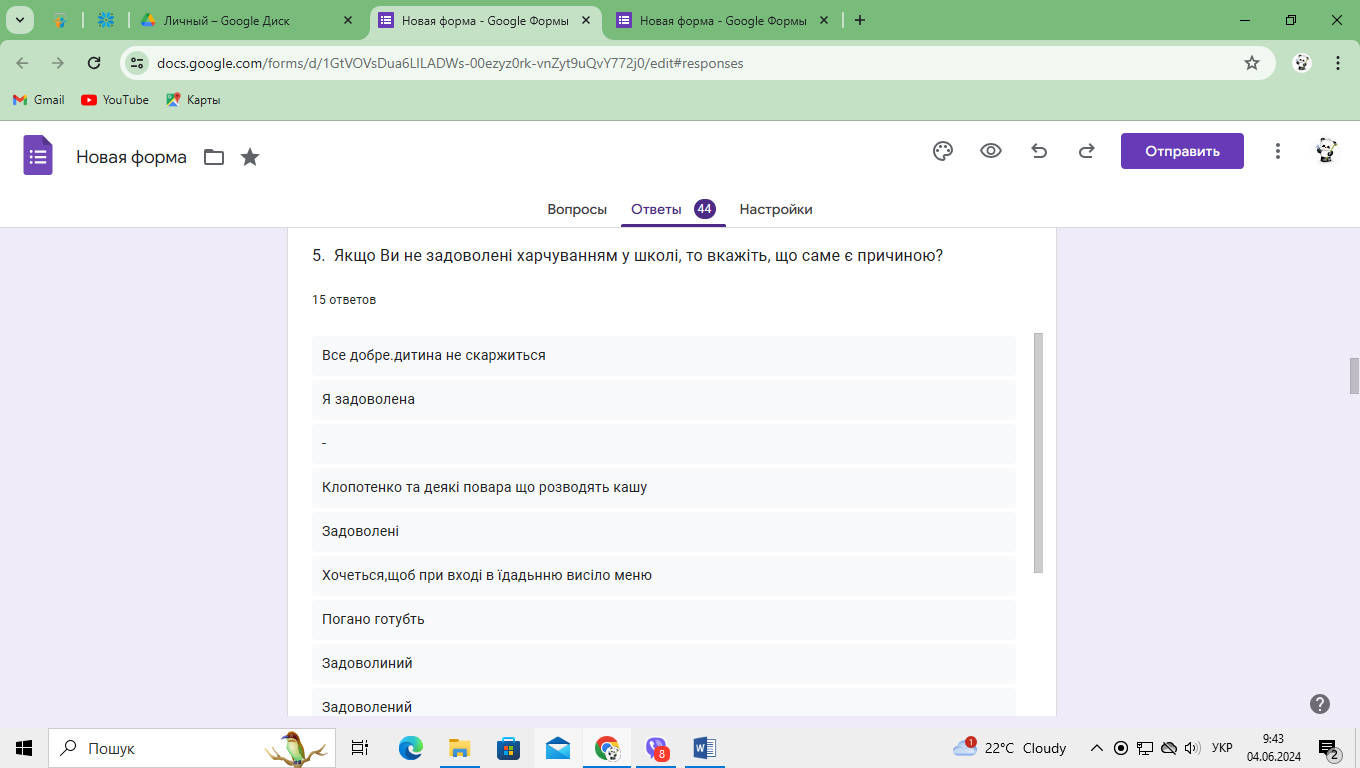 Личный – Google Диск
Новая форма - Google Формы
Новая форма - Google Формы
docs.google.com/forms/d/1GtVOVsDua6LILADWs-00ezyz0rk-vnZyt9uQvY772j0/edit#responses
Gmail
YouTube
Карты
Новая форма
Отправить
Вопросы
Ответы 44
Настройки
5. Якщо Ви не задоволені харчуванням у школі, то вкажіть, що саме є причиною?
15 ответов
Все добре.дитина не скаржиться
Я задоволена
-
Клопотенко та деякі повара що розводять кашу
Задоволені
Хочеться,щоб при вході в їдадьнню висіло меню
Погано готубть
Задоволиний
Задоволений
Пошук
8
1
22°C Cloudy
УКР
9:43
04.06.2024
2